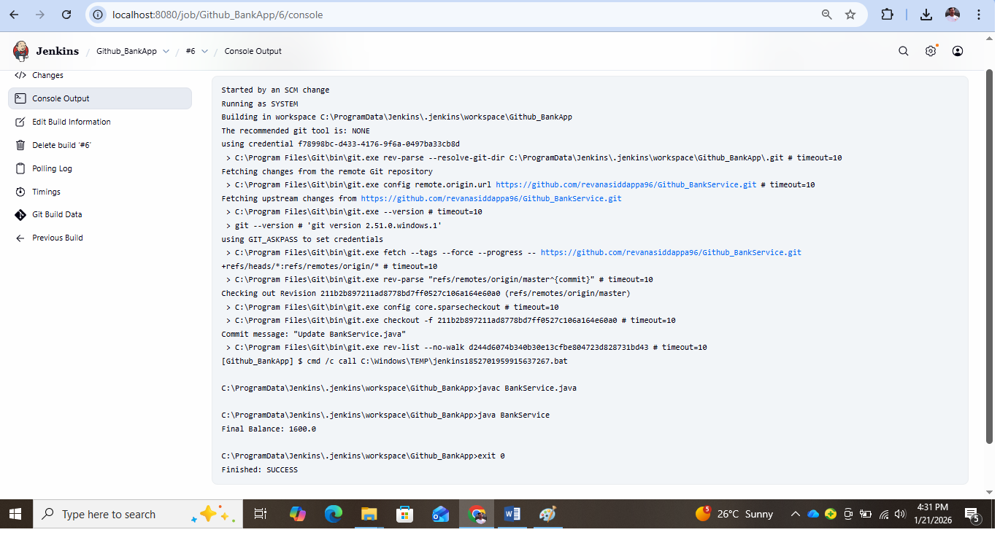 localhost:8080/job/Github_BankApp/6/console
Jenkins / Github_BankApp / #6 / Console Output
Changes
Console Output
Edit Build Information
Delete build '#6'
Polling Log
Timings
Git Build Data
Previous Build
Started by an SCM change
Running as SYSTEM
Building in workspace C:\ProgramData\Jenkins\.jenkins\workspace\Github_BankApp
The recommended git tool is: NONE
using credential f78998bc-d433-4176-9f6a-0497ba33cb8d
> C:\Program Files\Git\bin\git.exe rev-parse --resolve-git-dir C:\ProgramData\Jenkins\.jenkins\workspace\Github_BankApp\.git # timeout=10
Fetching changes from the remote Git repository
> C:\Program Files\Git\bin\git.exe config remote.origin.url https://github.com/revanasiddappa96/Github_BankService.git # timeout=10
Fetching upstream changes from https://github.com/revanasiddappa96/Github_BankService.git
> C:\Program Files\Git\bin\git.exe --version # timeout=10
> git --version # 'git version 2.51.0.windows.1'
using GIT_ASKPASS to set credentials
> C:\Program Files\Git\bin\git.exe fetch --tags --force --progress -- https://github.com/revanasiddappa96/Github_BankService.git
+refs/heads/*:refs/remotes/origin/* # timeout=10
> C:\Program Files\Git\bin\git.exe rev-parse "refs/remotes/origin/master^{commit}" # timeout=10
Checking out Revision 211b2b897211ad8778bd7ff0527c106a164e60a0 (refs/remotes/origin/master)
> C:\Program Files\Git\bin\git.exe config core.sparsecheckout # timeout=10
> C:\Program Files\Git\bin\git.exe checkout -f 211b2b897211ad8778bd7ff0527c106a164e60a0 # timeout=10
Commit message: "Update BankService.java"
> C:\Program Files\Git\bin\git.exe rev-list --no-walk d244d6074b340b30e13cfbe804723d828731bd43 # timeout=10
[Github_BankApp] $ cmd /c call C:\Windows\TEMP\jenkins1852701959915637267.bat
C:\ProgramData\Jenkins\.jenkins\workspace\Github_BankApp>javac BankService.java
C:\ProgramData\Jenkins\.jenkins\workspace\Github_BankApp>java BankService
Final Balance: 1600.0
C:\ProgramData\Jenkins\.jenkins\workspace\Github_BankApp>exit 0
Finished: SUCCESS
Type here to search
5
26°C Sunny
4:31 PM
1/21/2026
5